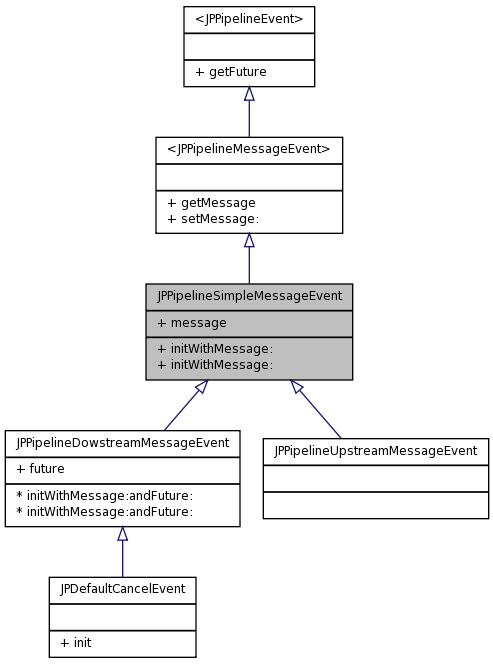 <JPPipelineEvent>
+ getFuture
<JPPipelineMessageEvent>
+ getMessage
+ setMessage:
JPPipelineSimpleMessageEvent
+ message
+ initWithMessage:
+ initWithMessage:
JPPipelineDowstreamMessageEvent
+ future
* initWithMessage:andFuture:
* initWithMessage:andFuture:
JPPipelineUpstreamMessageEvent
JPDefaultCancelEvent
+ init